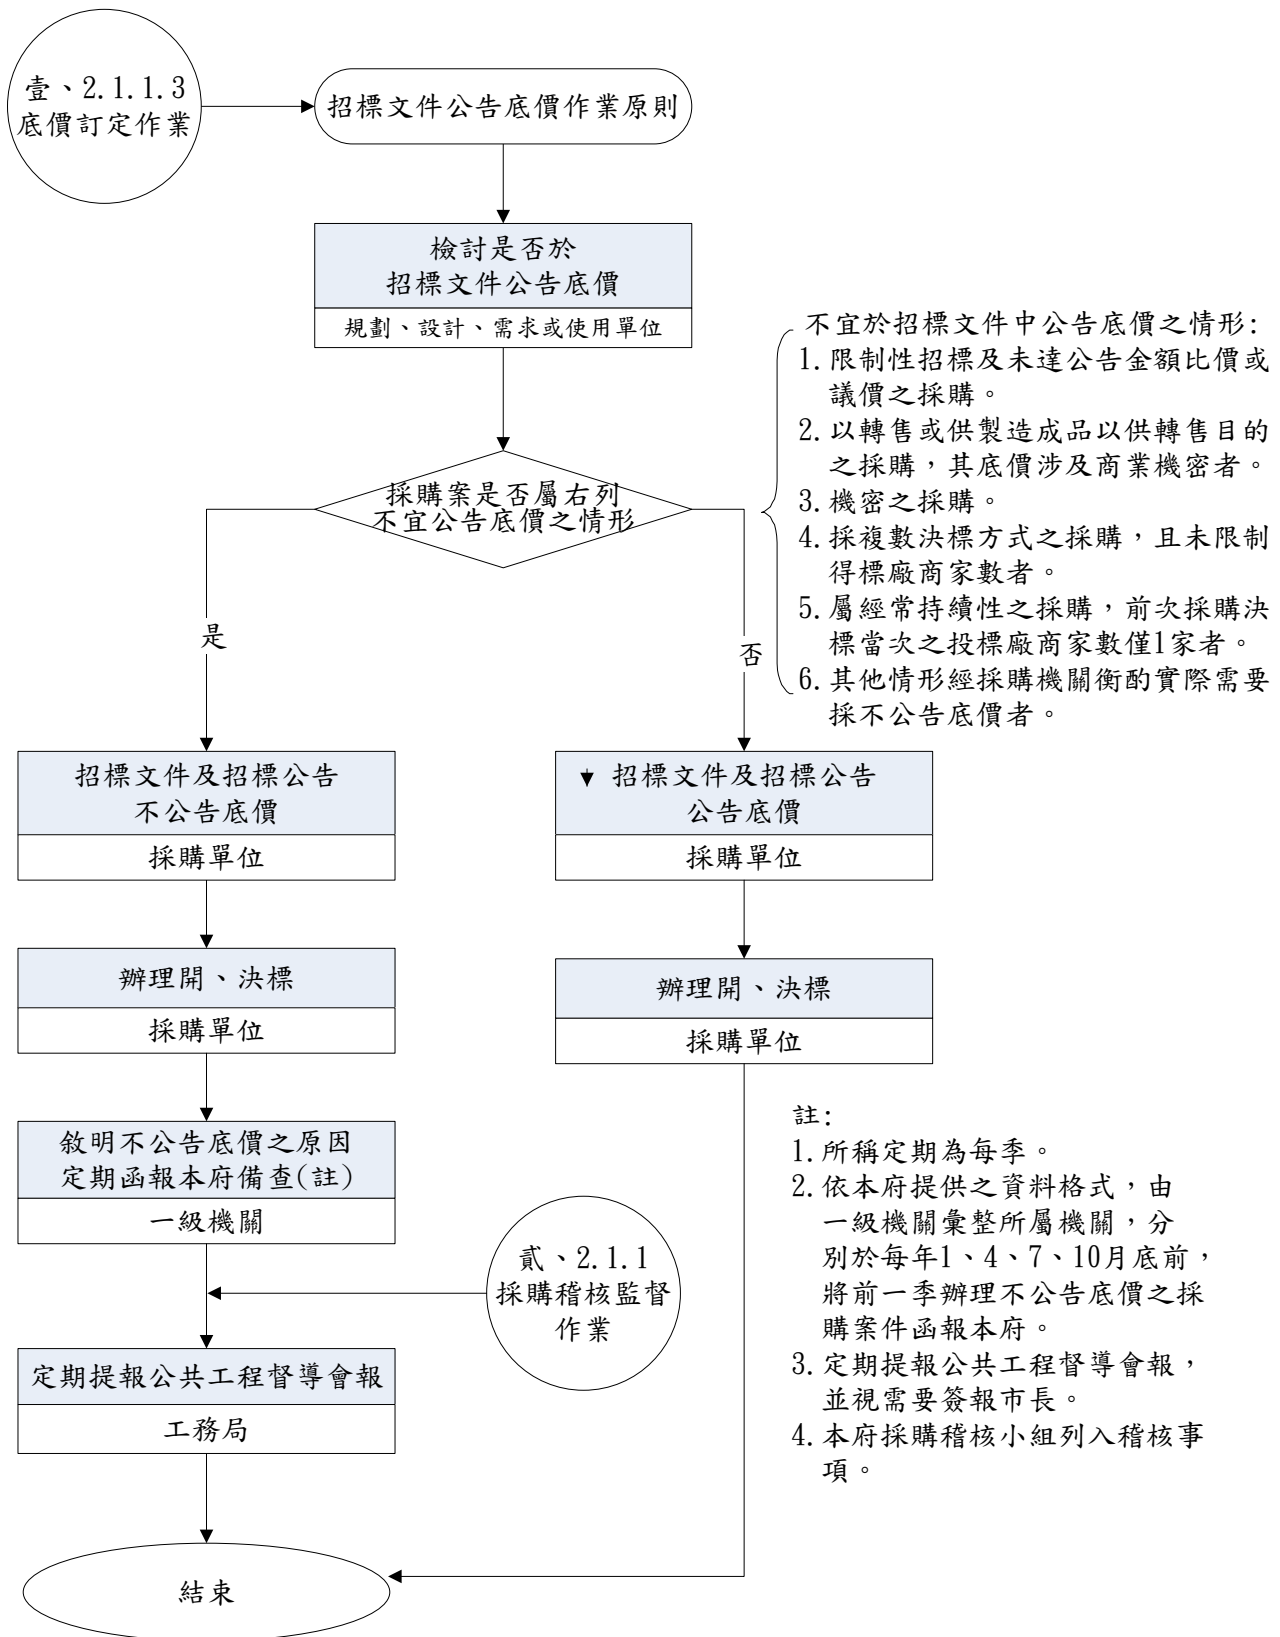 壹、2.1.1.3
底價訂定作業
招標文件公告底價作業原則
檢討是否於
招標文件公告底價
規劃、設計、需求或使用單位
採購案是否屬右列
不宜公告底價之情形
不宜於招標文件中公告底價之情形:
1.限制性招標及未達公告金額比價或
議價之採購。
2.以轉售或供製造成品以供轉售目的
之採購，其底價涉及商業機密者。
3.機密之採購。
4.採複數決標方式之採購，且未限制
得標廠商家數者。
5.屬經常持續性之採購，前次採購決
標當次之投標廠商家數僅1家者。
6.其他情形經採購機關衡酌實際需要
採不公告底價者。
是
否
招標文件及招標公告
不公告底價
採購單位
招標文件及招標公告
公告底價
採購單位
辦理開、決標
採購單位
辦理開、決標
採購單位
敘明不公告底價之原因
定期函報本府備查(註)
一級機關
貳、2.1.1
採購稽核監督
作業
定期提報公共工程督導會報
工務局
結束
註:
1.所稱定期為每季。
2.依本府提供之資料格式，由
一級機關彙整所屬機關，分
別於每年1、4、7、10月底前，
將前一季辦理不公告底價之採
購案件函報本府。
3.定期提報公共工程督導會報，
並視需要簽報市長。
4.本府採購稽核小組列入稽核事
項。